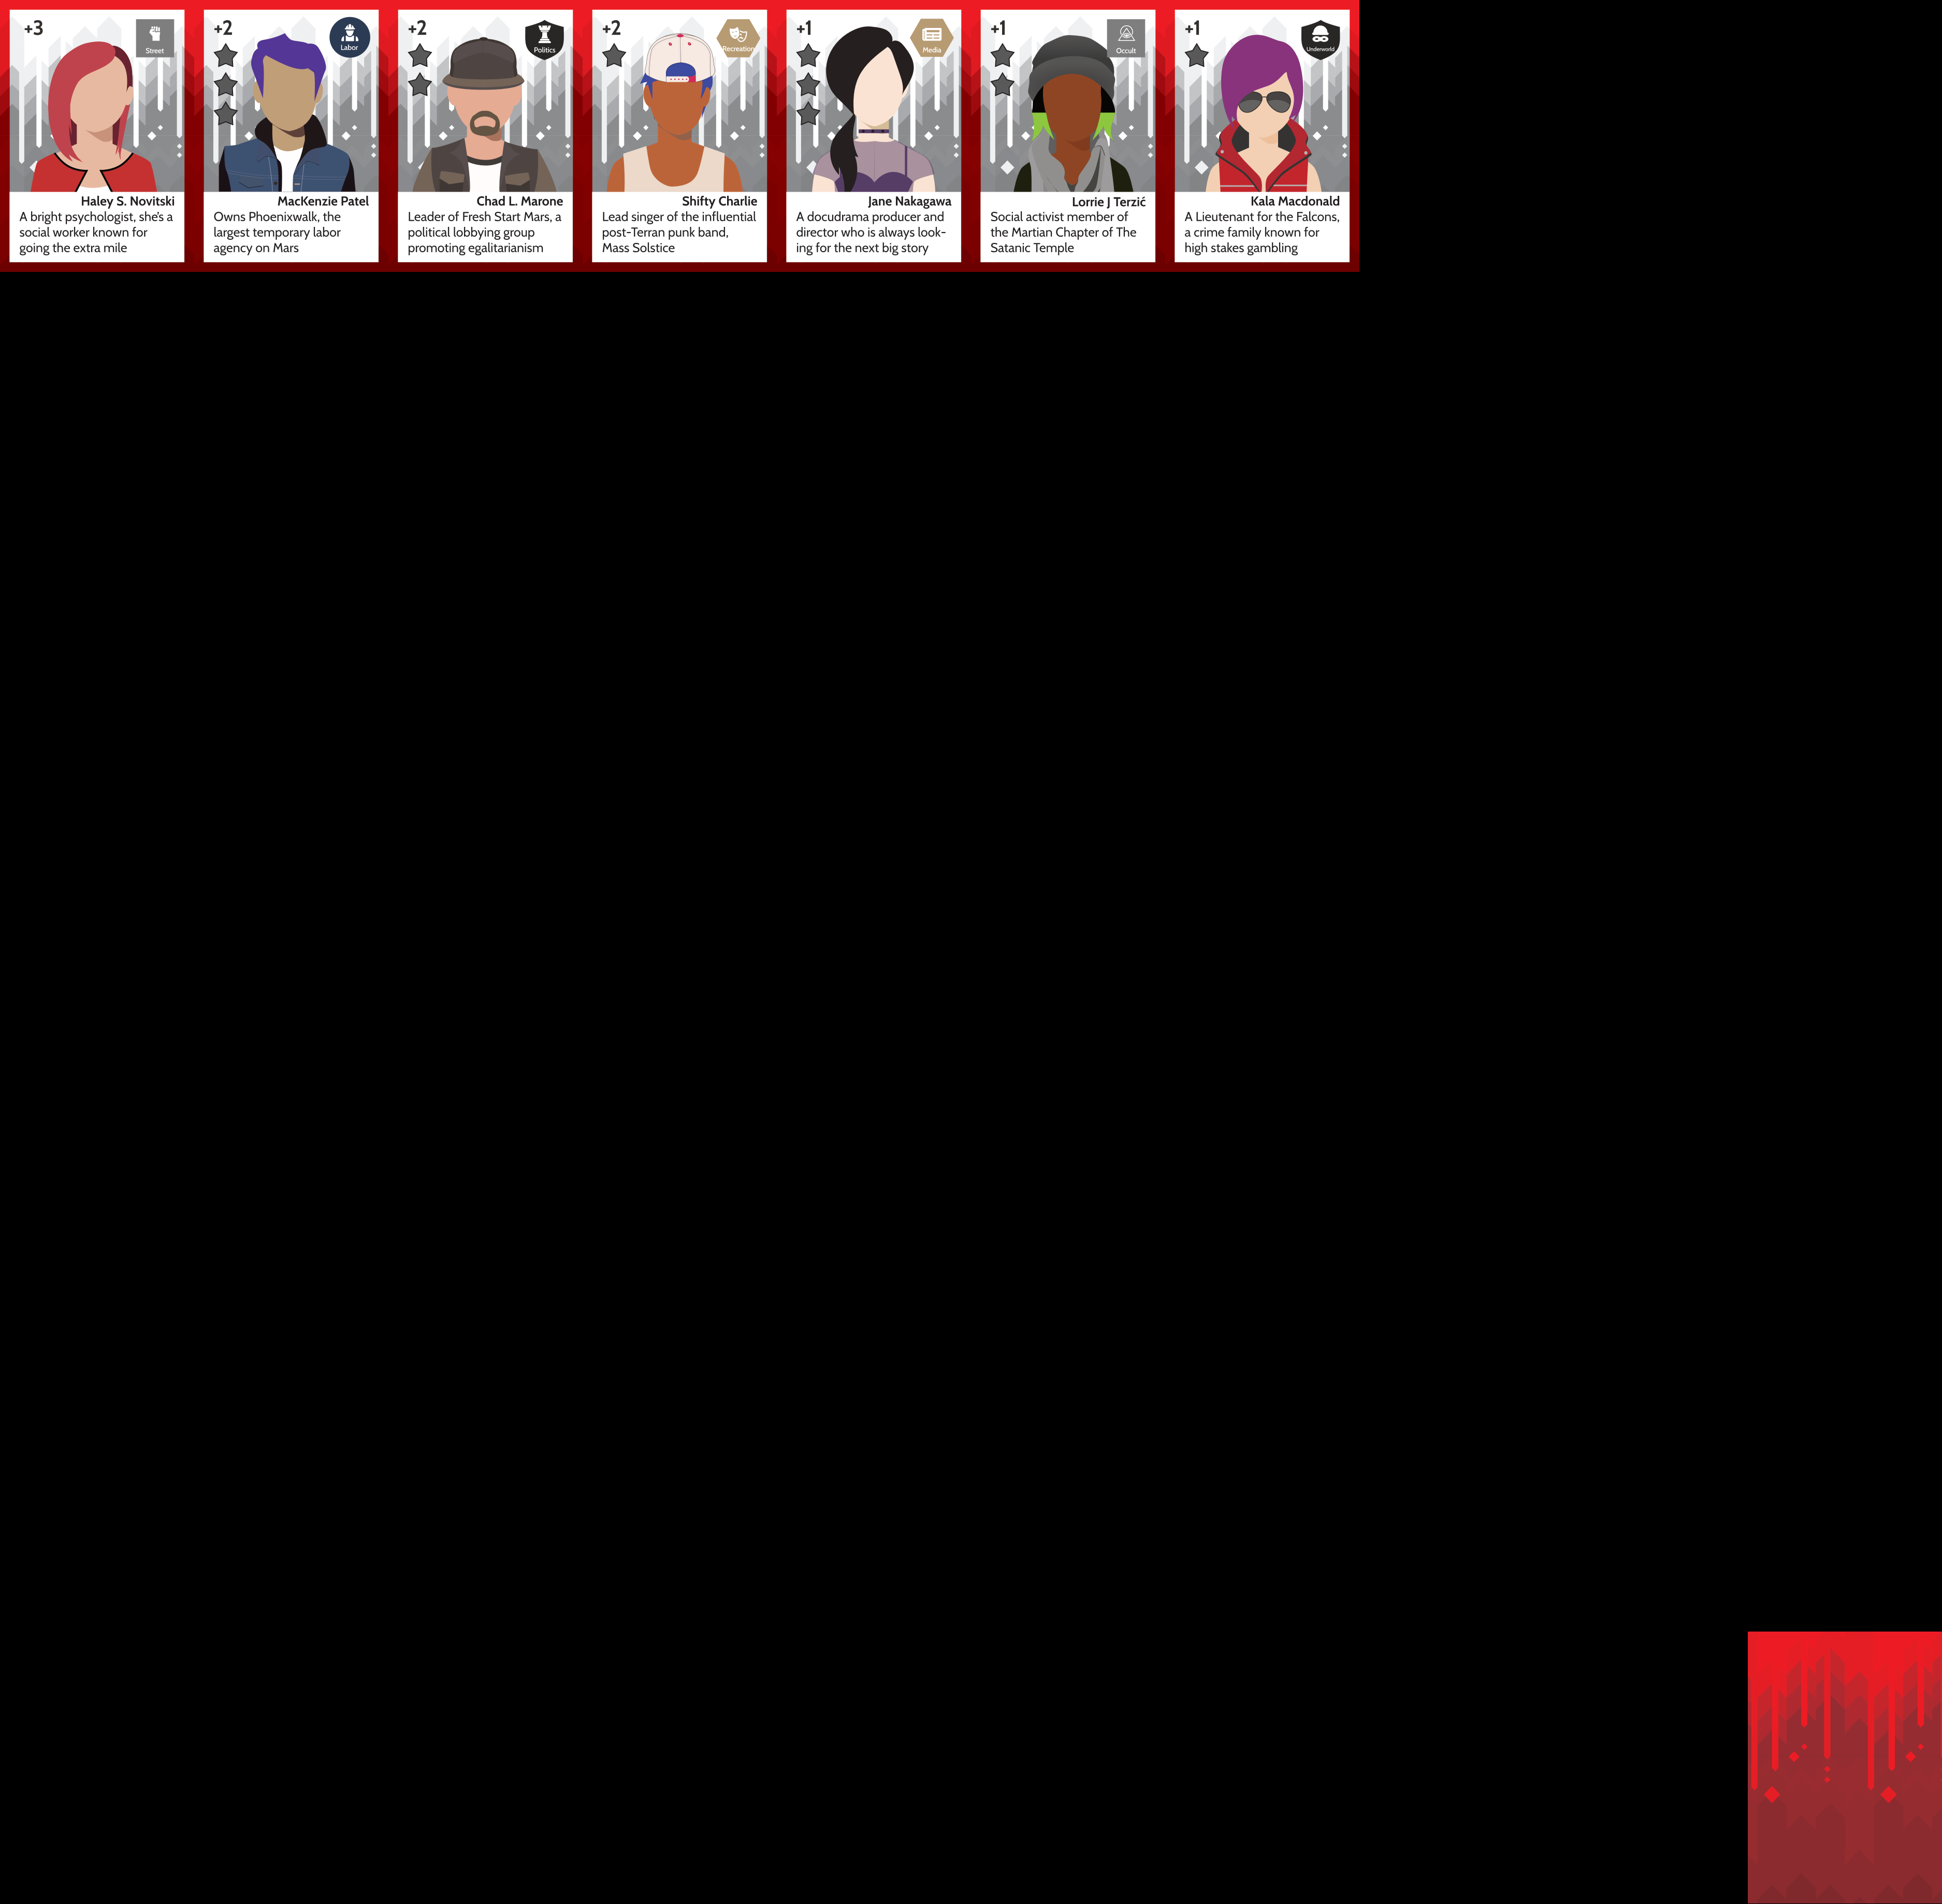 +3
Street
Haley S. Novitski
A bright psychologist, she's a
social worker known for
going the extra mile
+2
Labor
MacKenzie Patel
Owns Phoenixwalk, the
largest temporary labor
agency on Mars
+2
Politics
Chad L. Marone
Leader of Fresh Start Mars, a
political lobbying group
promoting egalitarianism
+2
Recreation
Shifty Charlie
Lead singer of the influential
post-Terran punk band,
Mass Solstice
+1
Media
Jane Nakagawa
A docudrama producer and
director who is always look-
ing for the next big story
+1
Occult
Lorrie J Terzić
Social activist member of
the Martian Chapter of The
Satanic Temple
+1
Underworld
Kala Macdonald
A Lieutenant for the Falcons,
a crime family known for
high stakes gambling